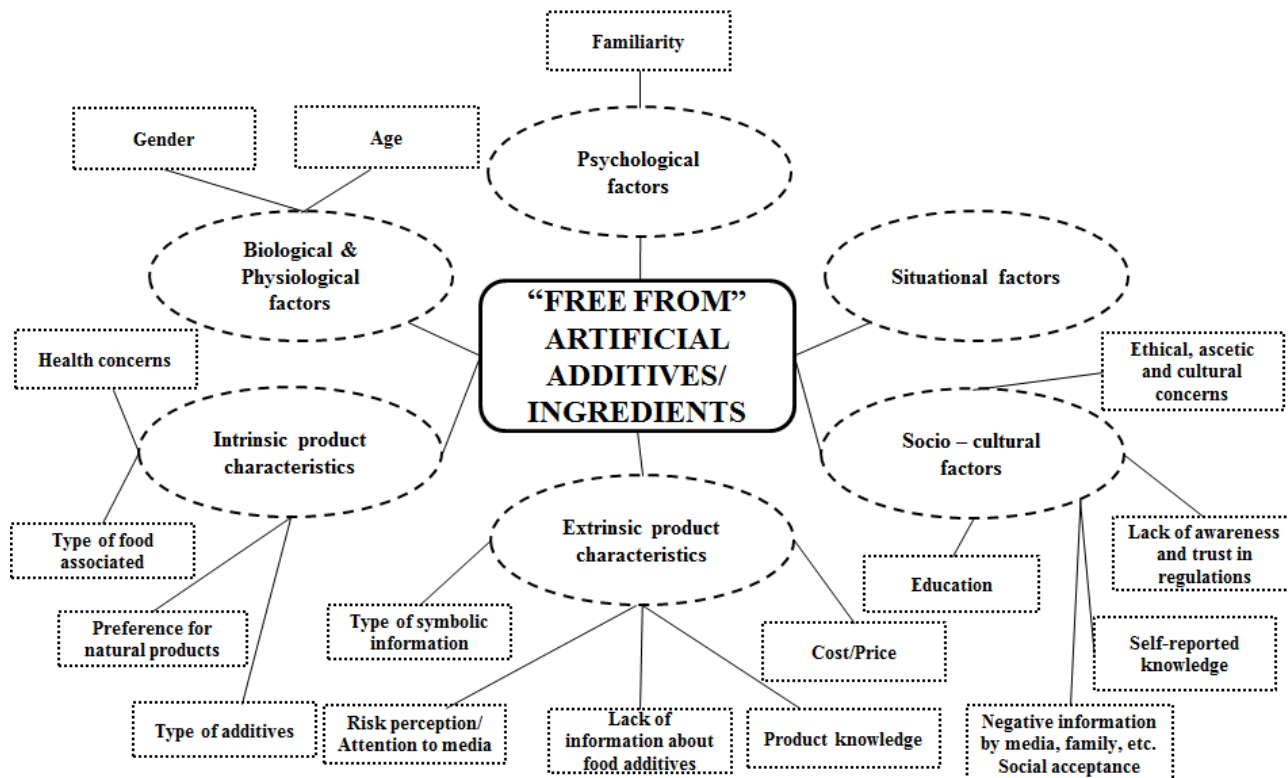 Familiarity
Gender
Age
Psychological
factors
Biological &
Physiological
factors
Situational factors
“FREE FROM”
ARTIFICIAL
ADDITIVES/
INGREDIENTS
Health concerns
Ethical, ascetic
and cultural
concerns
Intrinsic product
characteristics
Socio – cultural
factors
Extrinsic product
characteristics
Type of food
associated
Lack of awareness
and trust in
regulations
Education
Preference for
natural products
Type of symbolic
information
Cost/Price
Self-reported
knowledge
Type of additives
Risk perception/
Attention to media
Lack of
information about
food additives
Product knowledge
Negative information
by media, family, etc.
Social acceptance